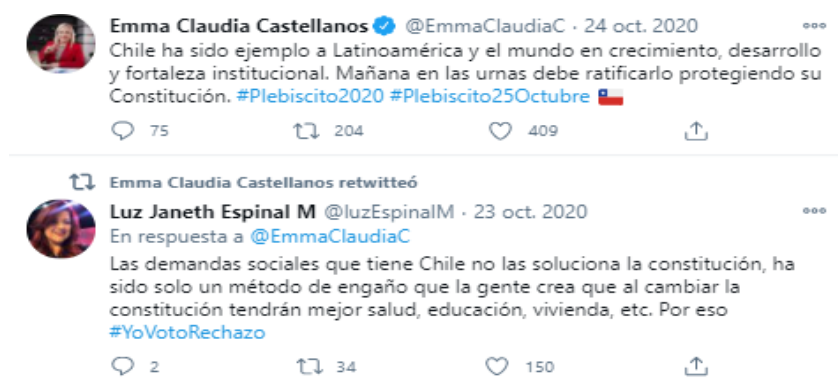 Emma Claudia Castellanos @EmmaClaudiaC · 24 oct. 2020
Chile ha sido ejemplo a Latinoamérica y el mundo en crecimiento, desarrollo
y fortaleza institucional. Mañana en las urnas debe ratificarlo protegiendo su
Constitución. #Plebiscito2020 #Plebiscito25Octubre 🇨🇱
75 204 409
Emma Claudia Castellanos retwitteó
Luz Janeth Espinal M @luzEspinalM · 23 oct. 2020
En respuesta a @EmmaClaudiaC
Las demandas sociales que tiene Chile no las soluciona la constitución, ha
sido solo un método de engaño que la gente crea que al cambiar la
constitución tendrán mejor salud, educación, vivienda, etc. Por eso
#YoVotoRechazo
2 34 150